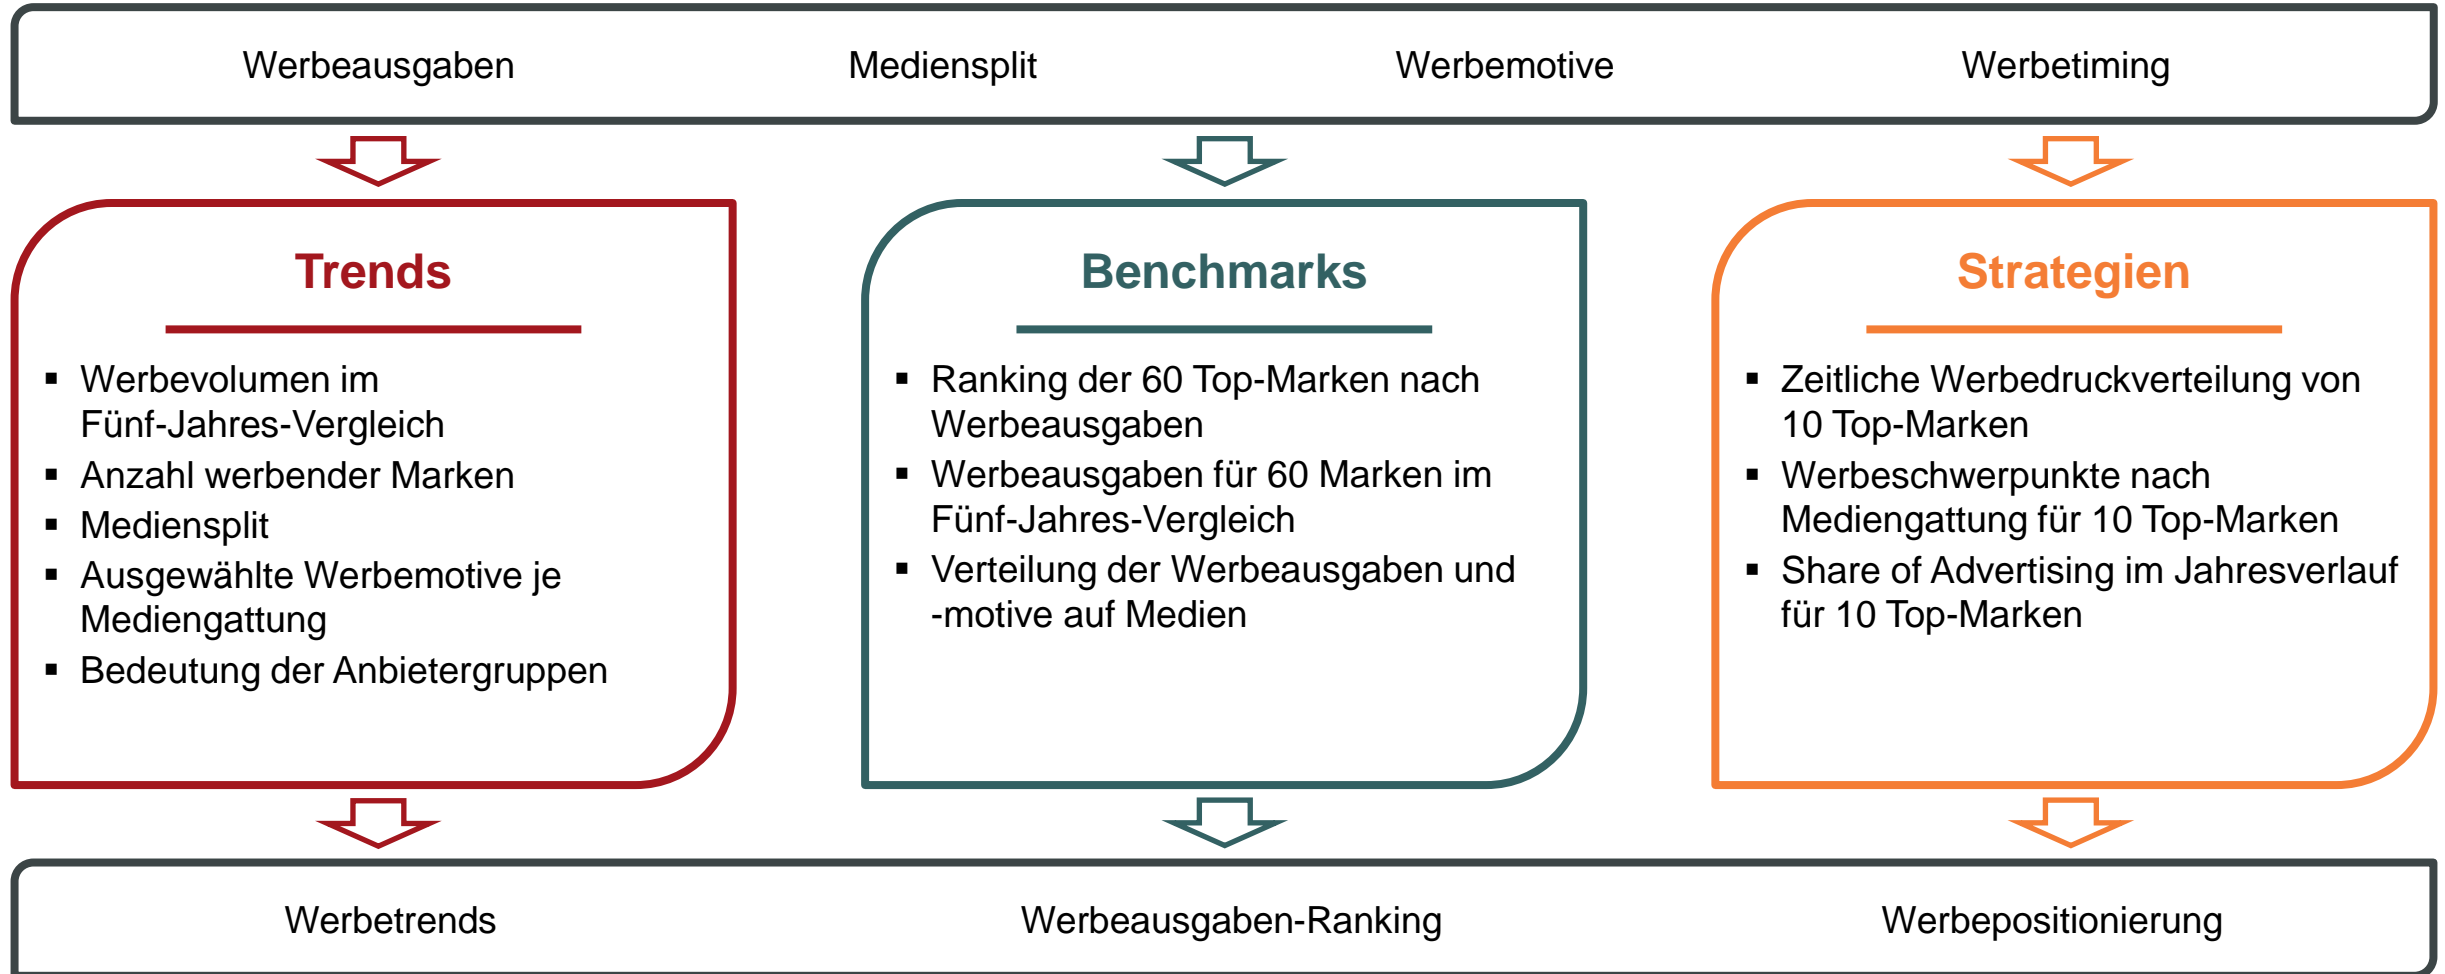 Werbeausgaben Mediensplit Werbemotive Werbetiming
Trends
▪ Werbevolumen im
Fünf-Jahres-Vergleich
▪ Anzahl werbender Marken
▪ Mediensplit
▪ Ausgewählte Werbemotive je
Mediengattung
▪ Bedeutung der Anbietergruppen
Benchmarks
▪ Ranking der 60 Top-Marken nach
Werbeausgaben
▪ Werbeausgaben für 60 Marken im
Fünf-Jahres-Vergleich
▪ Verteilung der Werbeausgaben und
-motive auf Medien
Strategien
▪ Zeitliche Werbedruckverteilung von
10 Top-Marken
▪ Werbeschwerpunkte nach
Mediengattung für 10 Top-Marken
▪ Share of Advertising im Jahresverlauf
für 10 Top-Marken
Werbetrends Werbeausgaben-Ranking Werbepositionierung